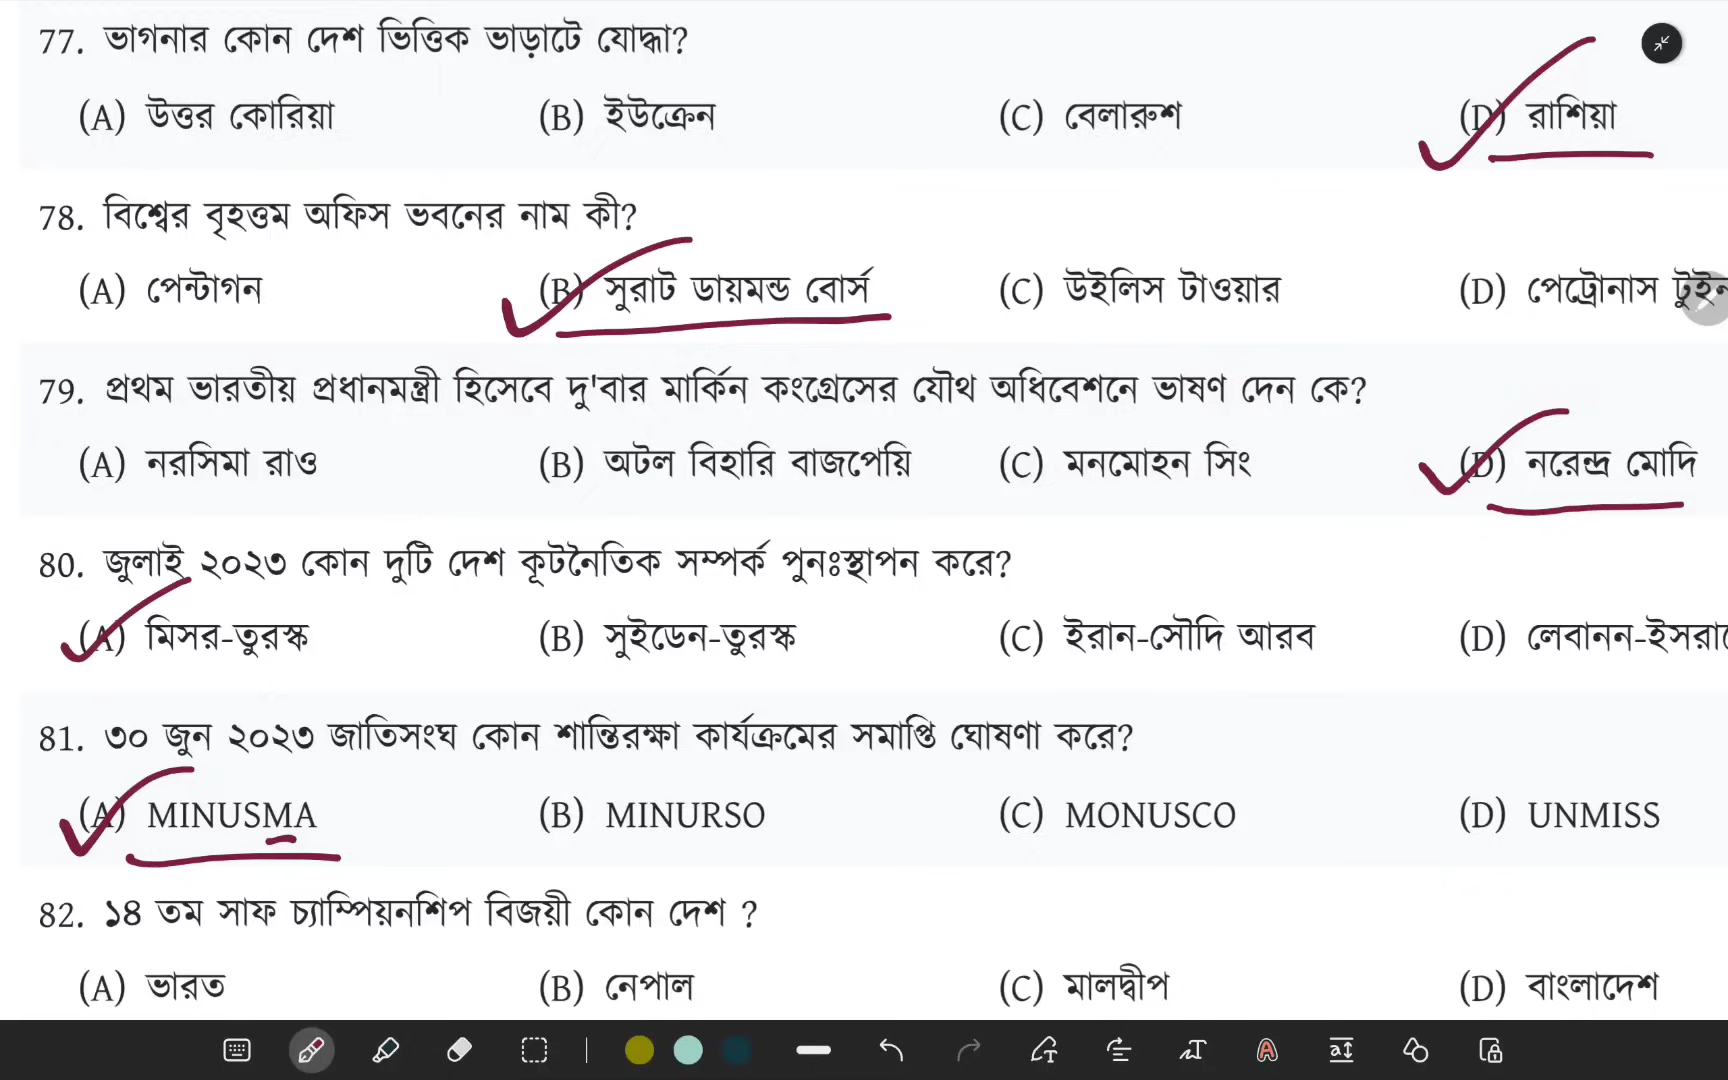 77. ভাগনার কোন দেশ ভিত্তিক ভাড়াটে যোদ্ধা?
(A) উত্তর কোরিয়া (B) ইউক্রেন (C) বেলারুশ (D) রাশিয়া
78. বিশ্বের বৃহত্তম অফিস ভবনের নাম কী?
(A) পেন্টাগন (B) সুরাট ডায়মন্ড বোর্স (C) উইলিস টাওয়ার (D) পেট্রোনাস টুইন
79. প্রথম ভারতীয় প্রধানমন্ত্রী হিসেবে দু'বার মার্কিন কংগ্রেসের যৌথ অধিবেশনে ভাষণ দেন কে?
(A) নরসিমা রাও (B) অটল বিহারি বাজপেয়ি (C) মনমোহন সিং (D) নরেন্দ্র মোদি
80. জুলাই ২০২৩ কোন দুটি দেশ কূটনৈতিক সম্পর্ক পুনঃস্থাপন করে?
(A) মিসর-তুরস্ক (B) সুইডেন-তুরস্ক (C) ইরান-সৌদি আরব (D) লেবানন-ইসরা
81. ৩০ জুন ২০২৩ জাতিসংঘ কোন শান্তিরক্ষা কার্যক্রমের সমাপ্তি ঘোষণা করে?
(A) MINUSMA (B) MINURSO (C) MONUSCO (D) UNMISS
82. ১৪ তম সাফ চ্যাম্পিয়নশিপ বিজয়ী কোন দেশ ?
(A) ভারত (B) নেপাল (C) মালদ্বীপ (D) বাংলাদেশ